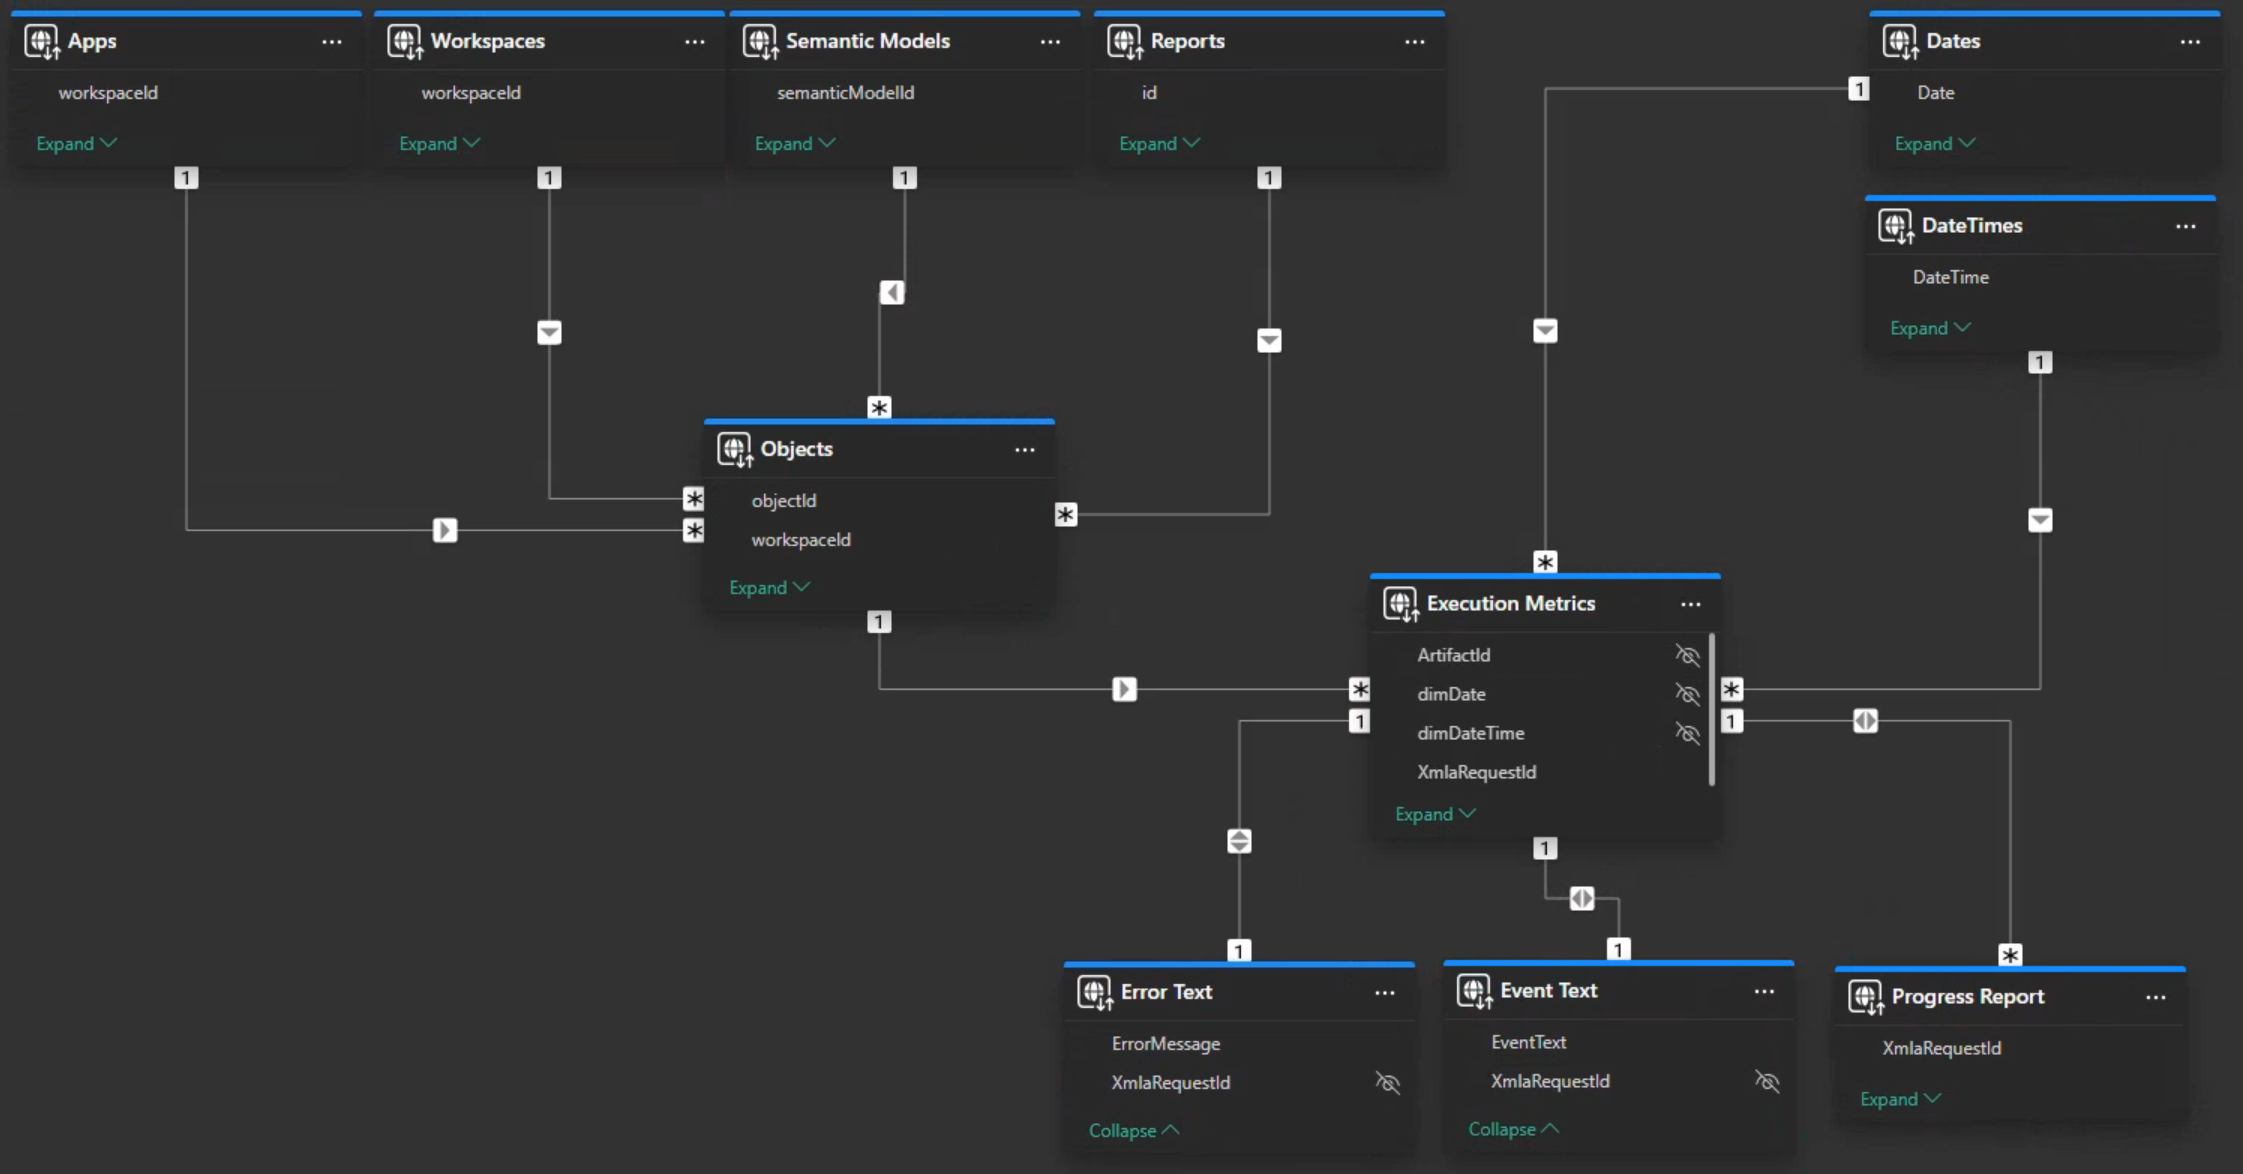 Apps
workspaceId
Expand
1
Workspaces
workspaceId
Expand
1
Semantic Models
semanticModelId
Expand
1
Reports
id
Expand
1
Dates
Date
Expand
1
DateTimes
DateTime
Expand
1
*
*
*
*
Objects
objectId
workspaceId
Expand
1
*
*
1
*
1
Execution Metrics
ArtifactId
dimDate
dimDateTime
XmlaRequestId
Expand
1
1
Error Text
ErrorMessage
XmlaRequestId
Collapse
1
Event Text
EventText
XmlaRequestId
Collapse
*
Progress Report
XmlaRequestId
Expand